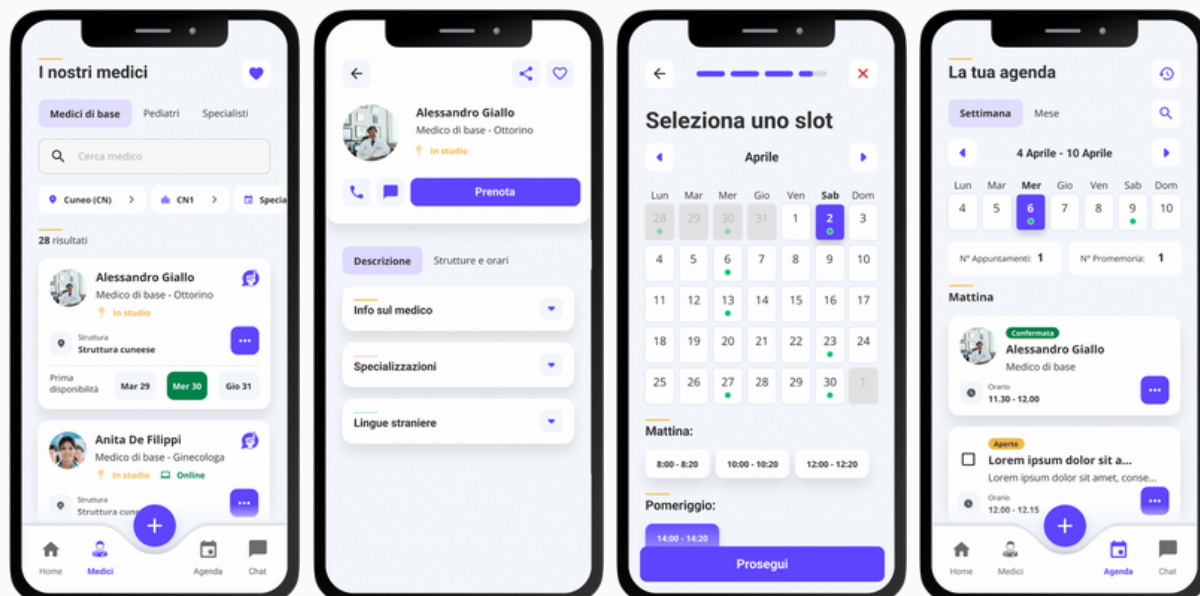 I nostri medici
Medici di base Pediatri Specialisti
Cerca medico
Cuneo (CN) CN1 Specia
28 risultati
Alessandro Giallo
Medico di base - Ottorino
In studio
Struttura
Struttura cuneese
Prima disponibilità
Mar 29 Mer 30 Gio 31
Anita De Filippi
Medico di base - Ginecologa
In studio Online
Struttura
Struttura cune
Home Medici Agenda Chat
Alessandro Giallo
Medico di base - Ottorino
In studio
Prenota
Descrizione Strutture e orari
Info sul medico
Specializzazioni
Lingue straniere
Seleziona uno slot
Aprile
Lun Mar Mer Gio Ven Sab Dom
28 29 30 31 1 2 3
4 5 6 7 8 9 10
11 12 13 14 15 16 17
18 19 20 21 22 23 24
25 26 27 28 29 30 1
Mattina:
8:00 - 8:20 10:00 - 10:20 12:00 - 12:20
Pomeriggio:
14:00 - 14:20
Prosegui
La tua agenda
Settimana Mese
4 Aprile - 10 Aprile
Lun Mar Mer Gio Ven Sab Dom
4 5 6 7 8 9 10
N° Appuntamenti: 1 N° Promemoria: 1
Mattina
Confermata
Alessandro Giallo
Medico di base
Orario
11.30 - 12.00
Aperto
Lorem ipsum dolor sit a...
Lorem ipsum dolor sit amet, conse...
Orario
12.00 - 12.15
Home Medici Agenda Chat